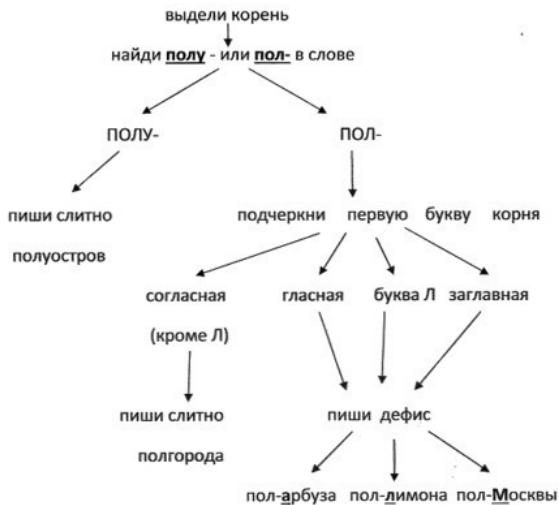 выдели корень
найди полу - или пол- в слове
ПОЛУ- ПОЛ-
пиши слитно подчеркни первую букву корня
полуостров
согласная гласная буква Л заглавная
(кроме Л)
пиши слитно пиши дефис
полгорода
пол-арбуза пол-лимона пол-Москвы